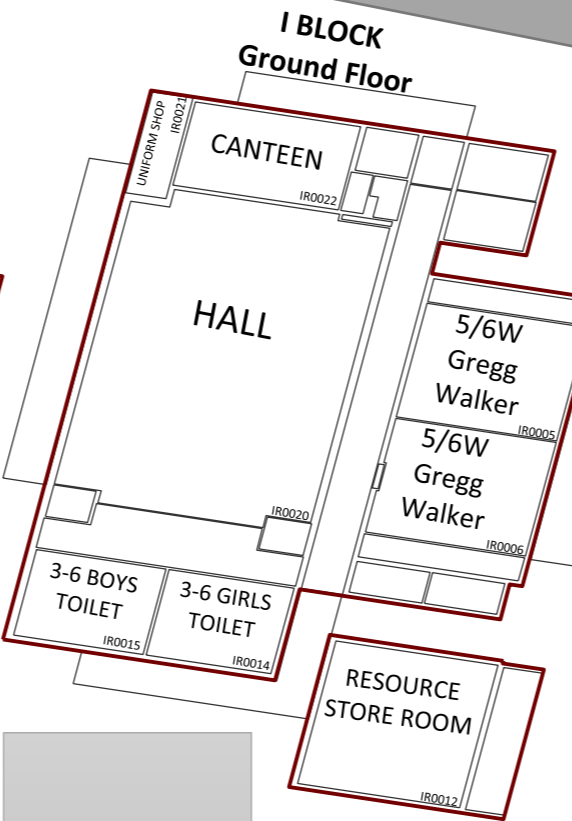 I BLOCK
Ground Floor
UNIFORM SHOP
IR0021
CANTEEN
IR0022
HALL
IR0020
5/6W
Gregg
Walker
IR0005
5/6W
Gregg
Walker
IR0006
3-6 BOYS
TOILET
IR0015
3-6 GIRLS
TOILET
IR0014
RESOURCE
STORE ROOM
IR0012